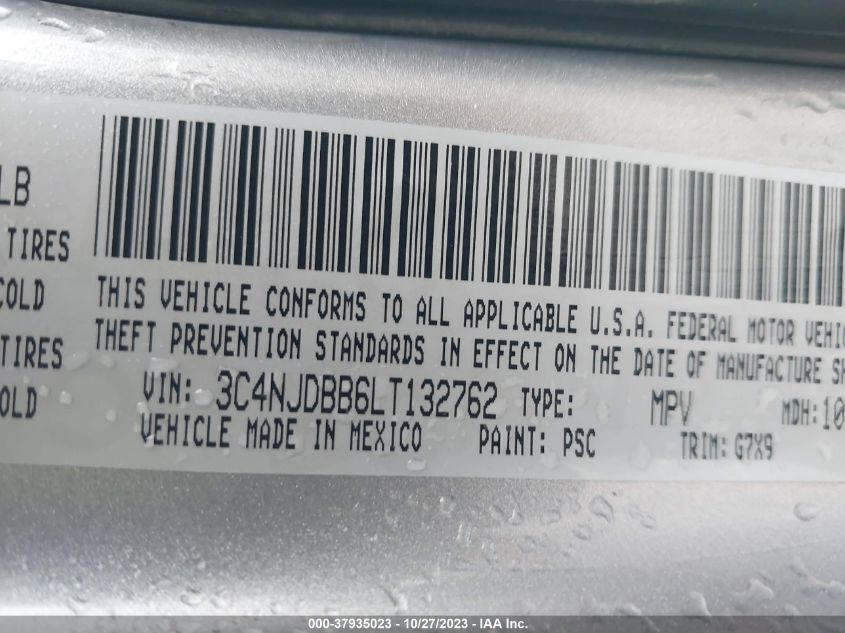 LB
TIRES
COLD
TIRES
OLD
THIS VEHICLE CONFORMS TO ALL APPLICABLE U.S.A. FEDERAL MOTOR VEHIC
THEFT PREVENTION STANDARDS IN EFFECT ON THE DATE OF MANUFACTURE SH
VIN: 3C4NJDBB6LT132762 TYPE: MPV MDH:10
VEHICLE MADE IN MEXICO PAINT: PSC TRIM: G7X9
000-37935023 - 10/27/2023 - IAA Inc.